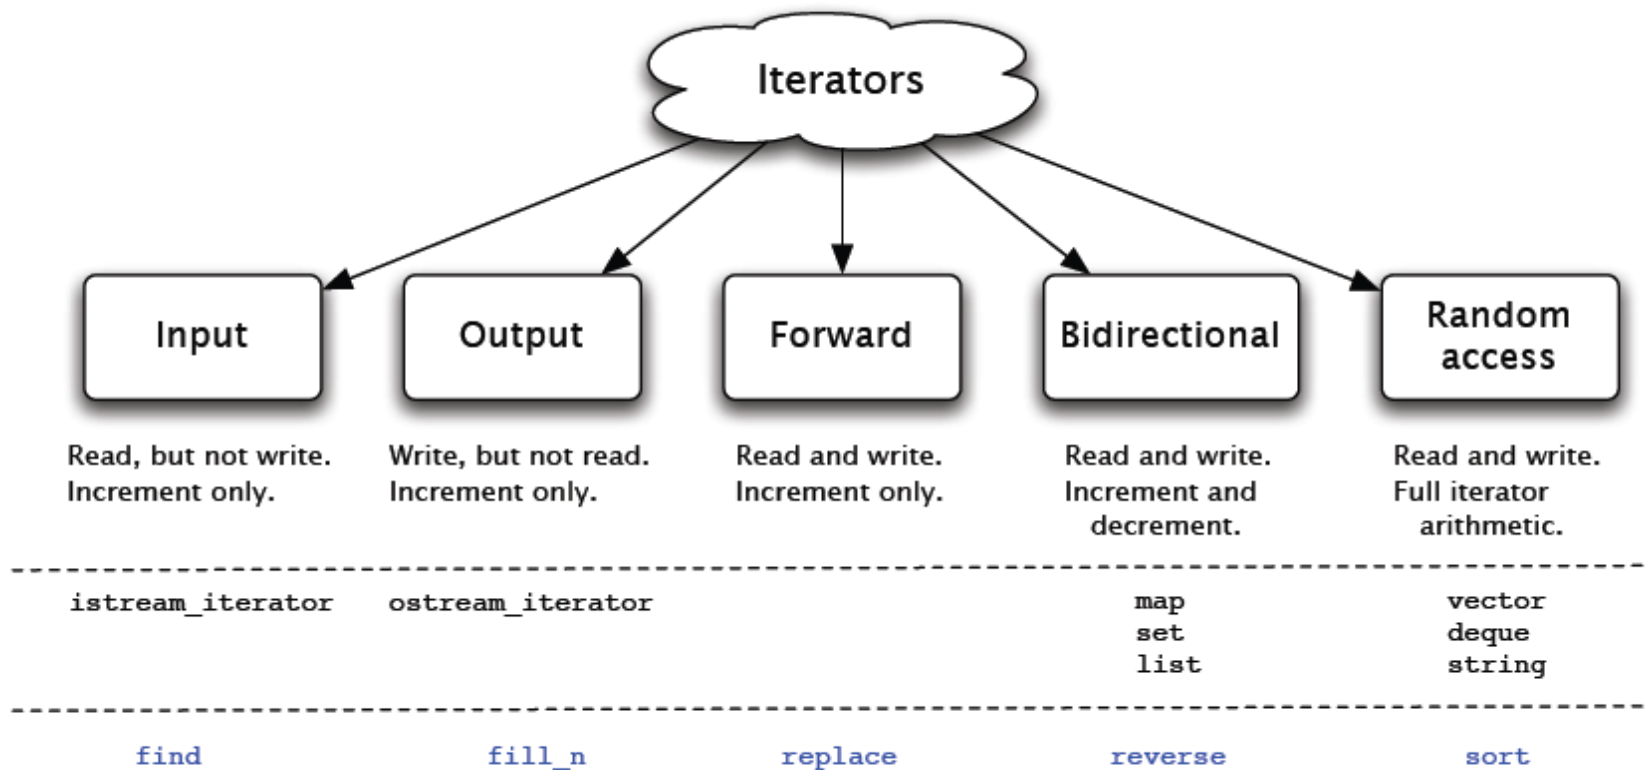 Iterators
Input
Output
Forward
Bidirectional
Random
access
Read, but not write.
Increment only.
Write, but not read.
Increment only.
Read and write.
Increment only.
Read and write.
Increment and
decrement.
Read and write.
Full iterator
arithmetic.
istream_iterator
ostream_iterator
map
set
list
vector
deque
string
find
fill_n
replace
reverse
sort